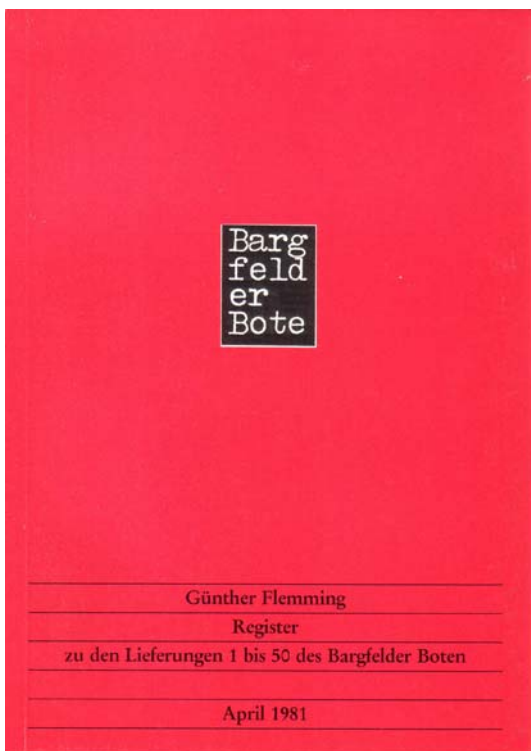 Barg
feld
er
Bote
Günther Flemming
Register
zu den Lieferungen 1 bis 50 des Bargfelder Boten
April 1981